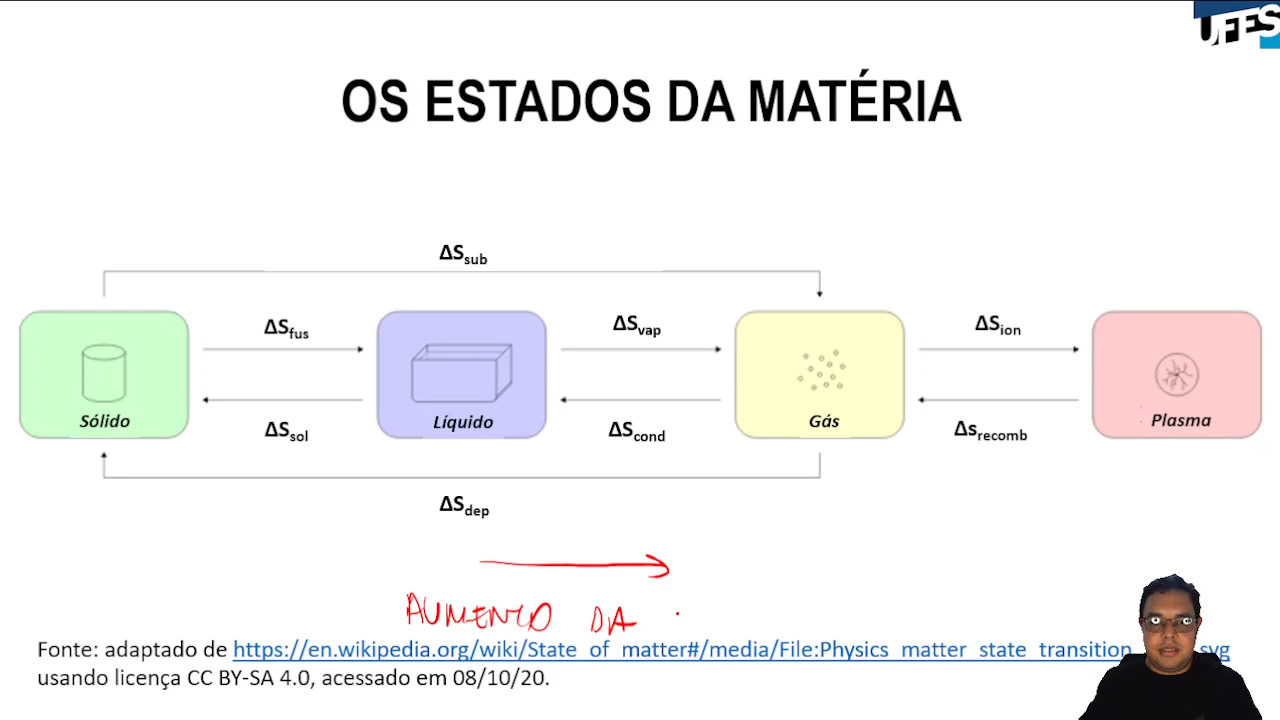 UFES
OS ESTADOS DA MATÉRIA
ΔSsub
ΔSfus
ΔSvap
ΔSion
Sólido
Líquido
Gás
Plasma
ΔSsol
ΔScond
Δsrecomb
ΔSdep
AUMENTO DA
Fonte: adaptado de https://en.wikipedia.org/wiki/State_of_matter#/media/File:Physics_matter_state_transition svg
usando licença CC BY-SA 4.0, acessado em 08/10/20.